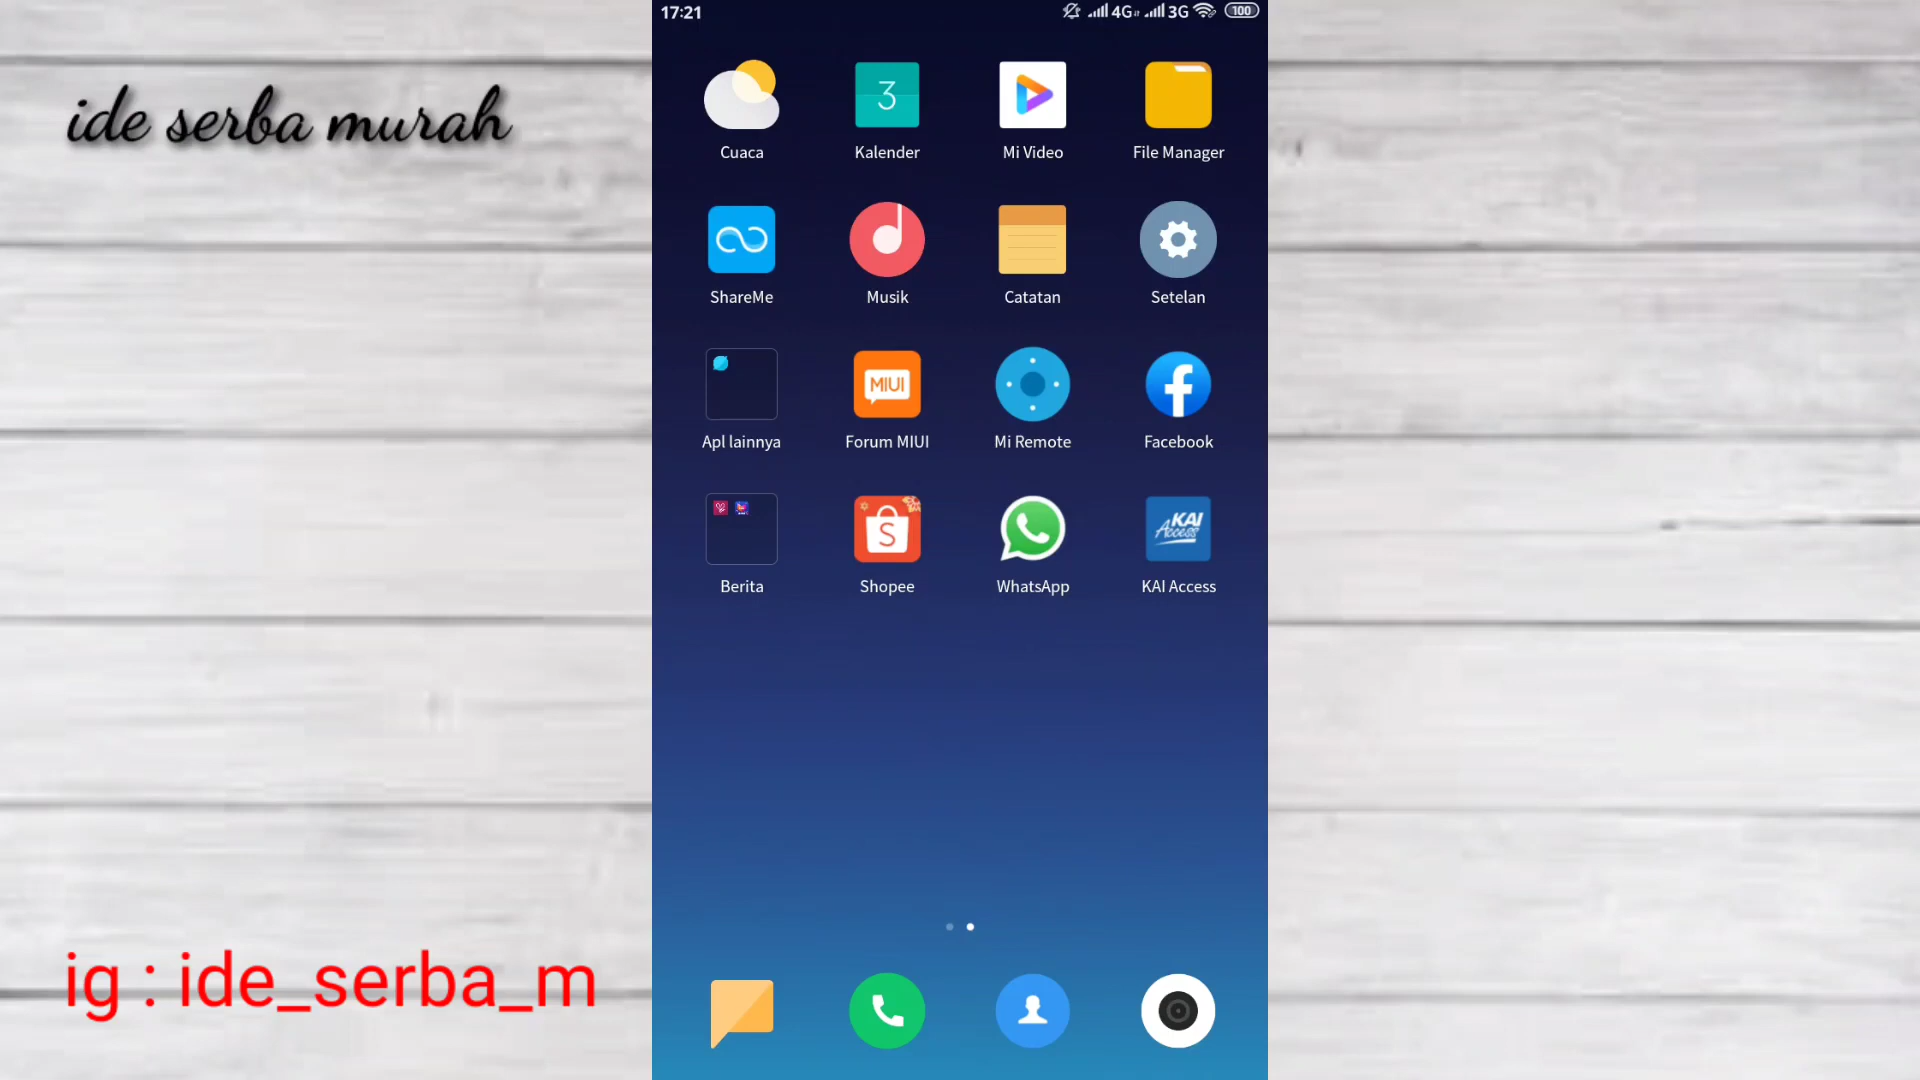 17:21
4G
3G
100
ide serba murah
3
Cuaca
Kalender
Mi Video
File Manager
ShareMe
Musik
Catatan
Setelan
MIUI
Apl lainnya
Forum MIUI
Mi Remote
Facebook
S
KAI
Access
Berita
Shopee
WhatsApp
KAI Access
ig : ide_serba_m